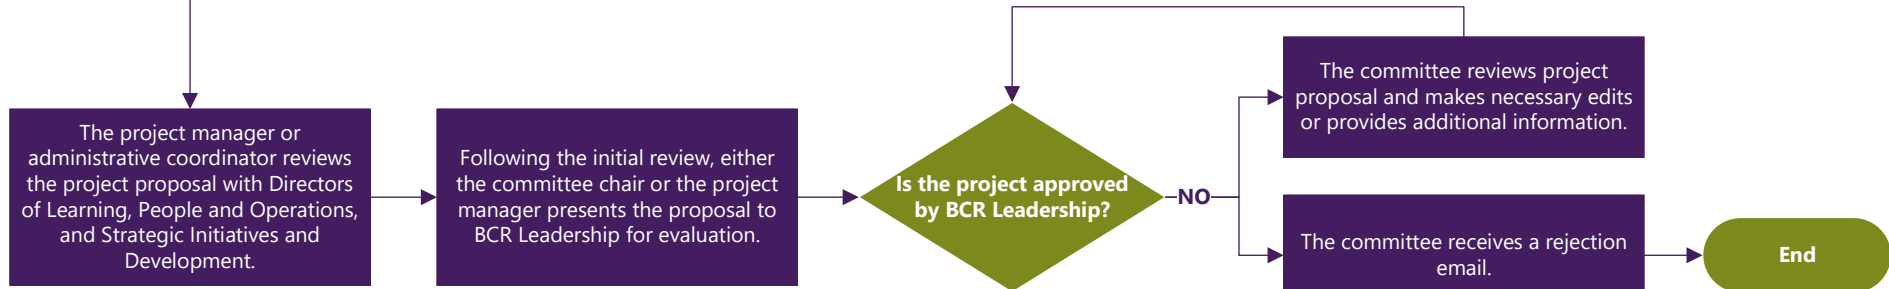 The project manager or
administrative coordinator reviews
the project proposal with Directors
of Learning, People and Operations,
and Strategic Initiatives and
Development.
Following the initial review, either
the committee chair or the project
manager presents the proposal to
BCR Leadership for evaluation.
Is the project approved
by BCR Leadership?
NO
The committee reviews project
proposal and makes necessary edits
or provides additional information.
The committee receives a rejection
email.
End